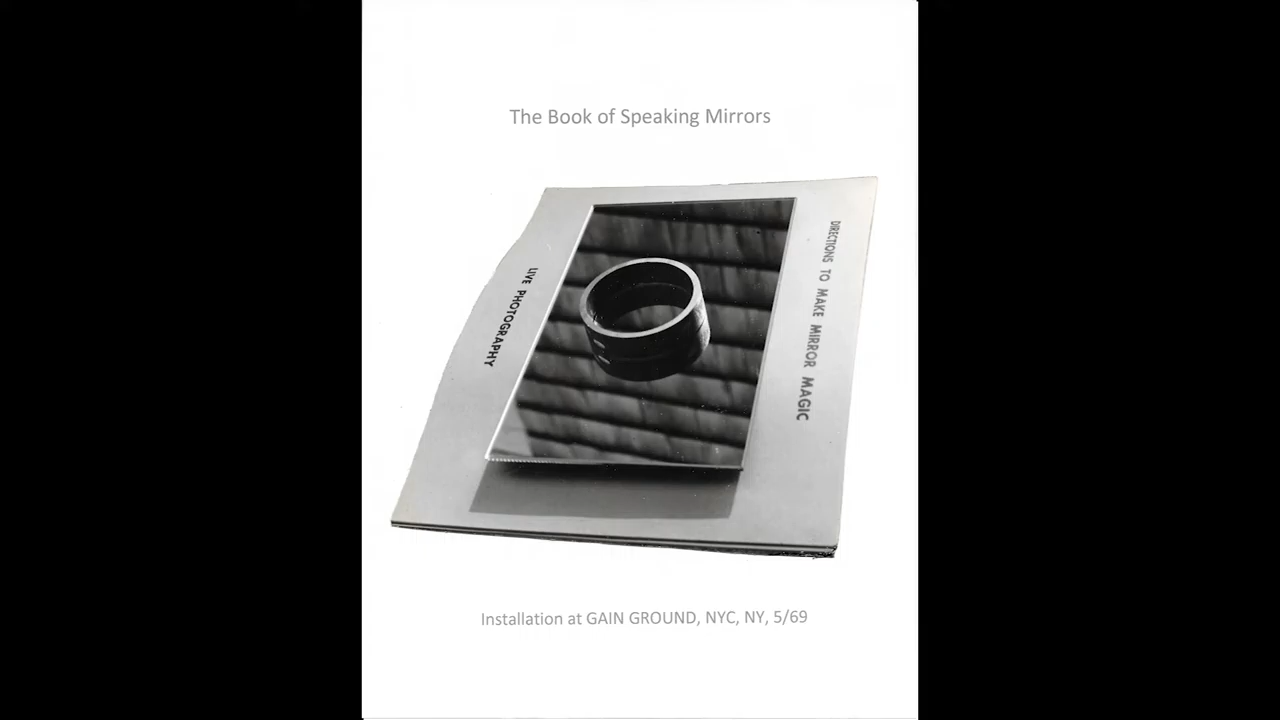 The Book of Speaking Mirrors
LIVE PHOTOGRAPHY
DIRECTIONS TO MAKE MIRROR MAGIC
Installation at GAIN GROUND, NYC, NY, 5/69